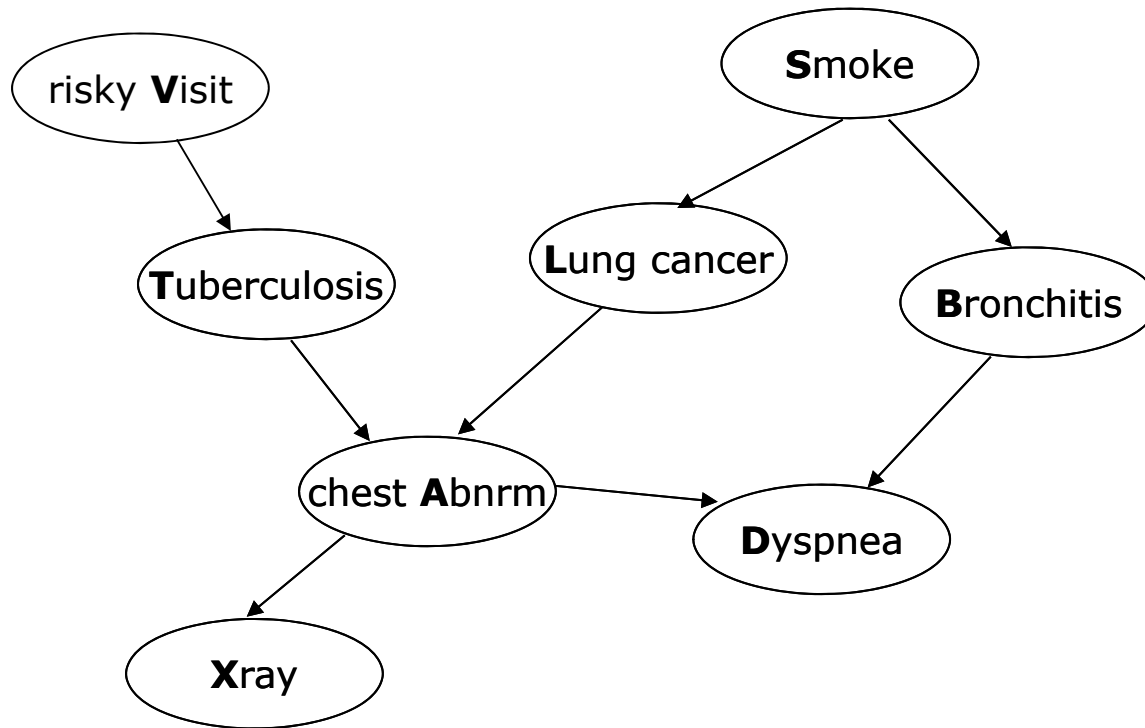 Smoke
risky Visit
Lung cancer
Tuberculosis
Bronchitis
chest Abnrm
Dyspnea
Xray